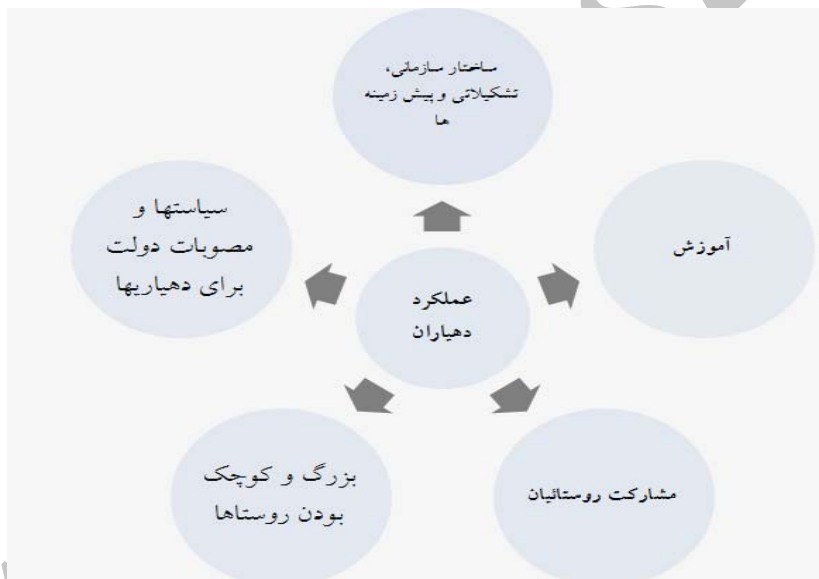 ساختار سازمانی،
تشکیلاتی و پیش زمینه
ها
آموزش
سیاستها و
مصوبات دولت
برای دهیاریها
عملکرد
دهیاران
مشارکت روستائیان
بزرگ و کوچک
بودن روستاها